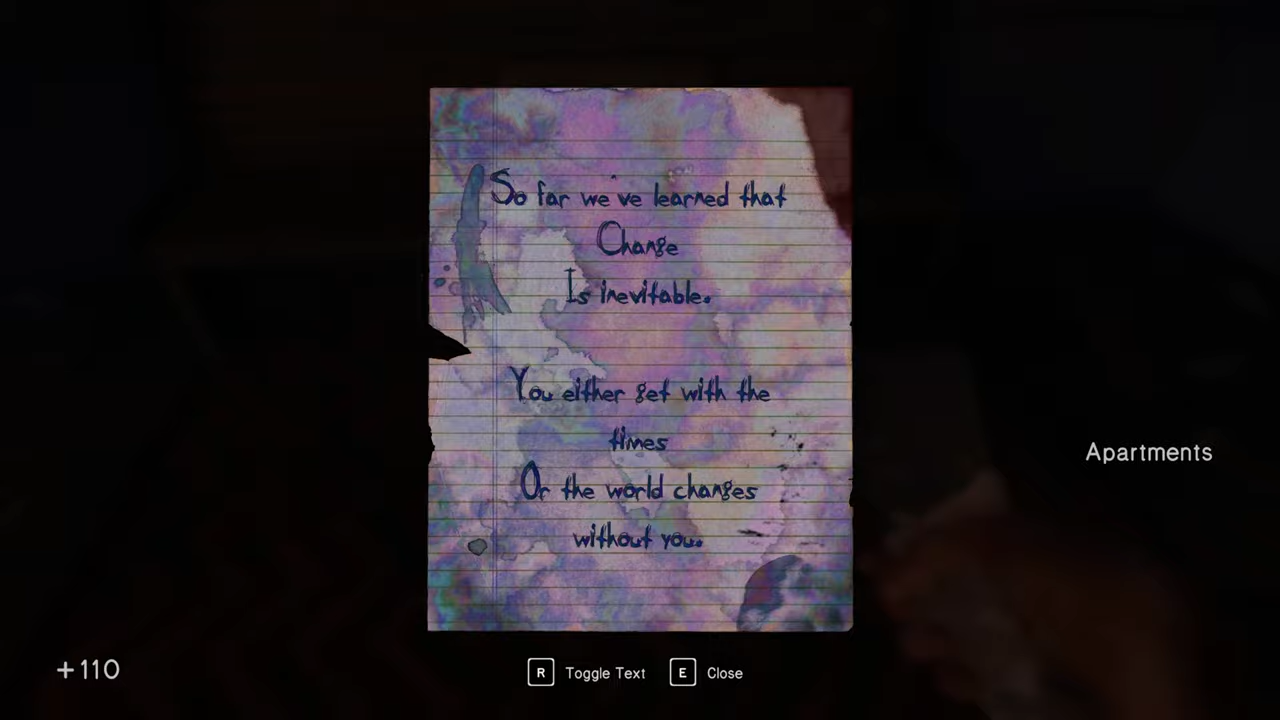 So far we've learned that
Change
Is inevitable.
You either get with the
times
Or the world changes
without you.
Apartments
+110
R Toggle Text E Close